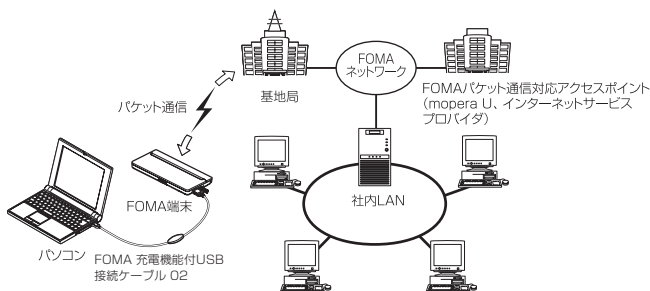 FOMA
ネットワーク
基地局
FOMAパケット通信対応アクセスポイント
(mopera U、インターネットサービス
プロバイダ)
パケット通信
FOMA端末
社内LAN
パソコン
FOMA 充電機能付USB
接続ケーブル 02